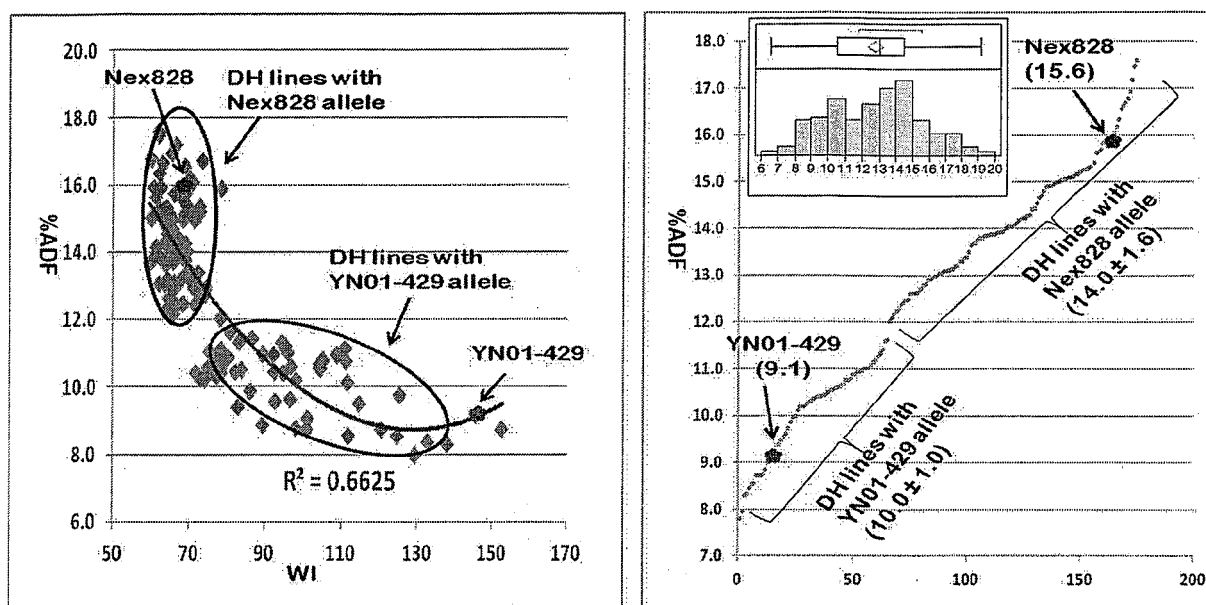 20.0
18.0
16.0
14.0
12.0
10.0
8.0
6.0
%ADF
Nex828
DH lines with
Nex828 allele
DH lines with
YN01-429 allele
YN01-429
R² = 0.6625
50 70 90 110 130 150 170
WI
18.0
17.0
16.0
15.0
14.0
13.0
12.0
11.0
10.0
9.0
8.0
7.0
%ADF
6 7 8 9 10 11 12 13 14 15 16 17 18 19 20
Nex828
(15.6)
DH lines with
Nex828 allele
(14.0 ± 1.6)
YN01-429
(9.1)
DH lines with
YN01-429 allele
(10.0 ± 1.0)
0 50 100 150 200